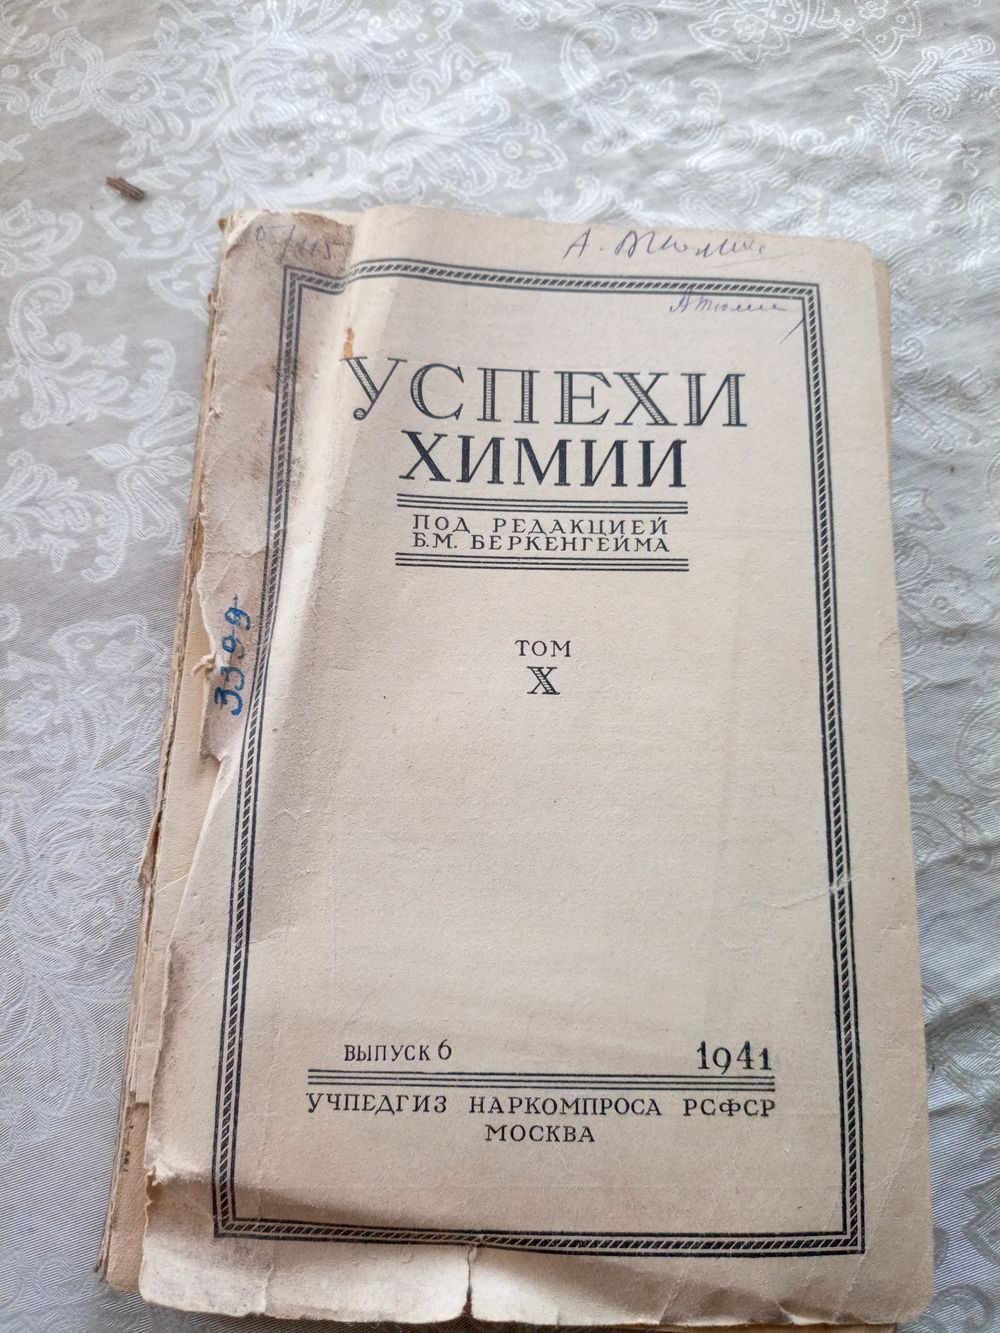 УСПЕХИ
ХИМИИ
ПОД РЕДАКЦИЕЙ
Б.М. БЕРКЕНГЕЙМА
ТОМ
X
3399
ВЫПУСК 6
1941
УЧПЕДГИЗ НАРКОМПРОСА РСФСР
МОСКВА